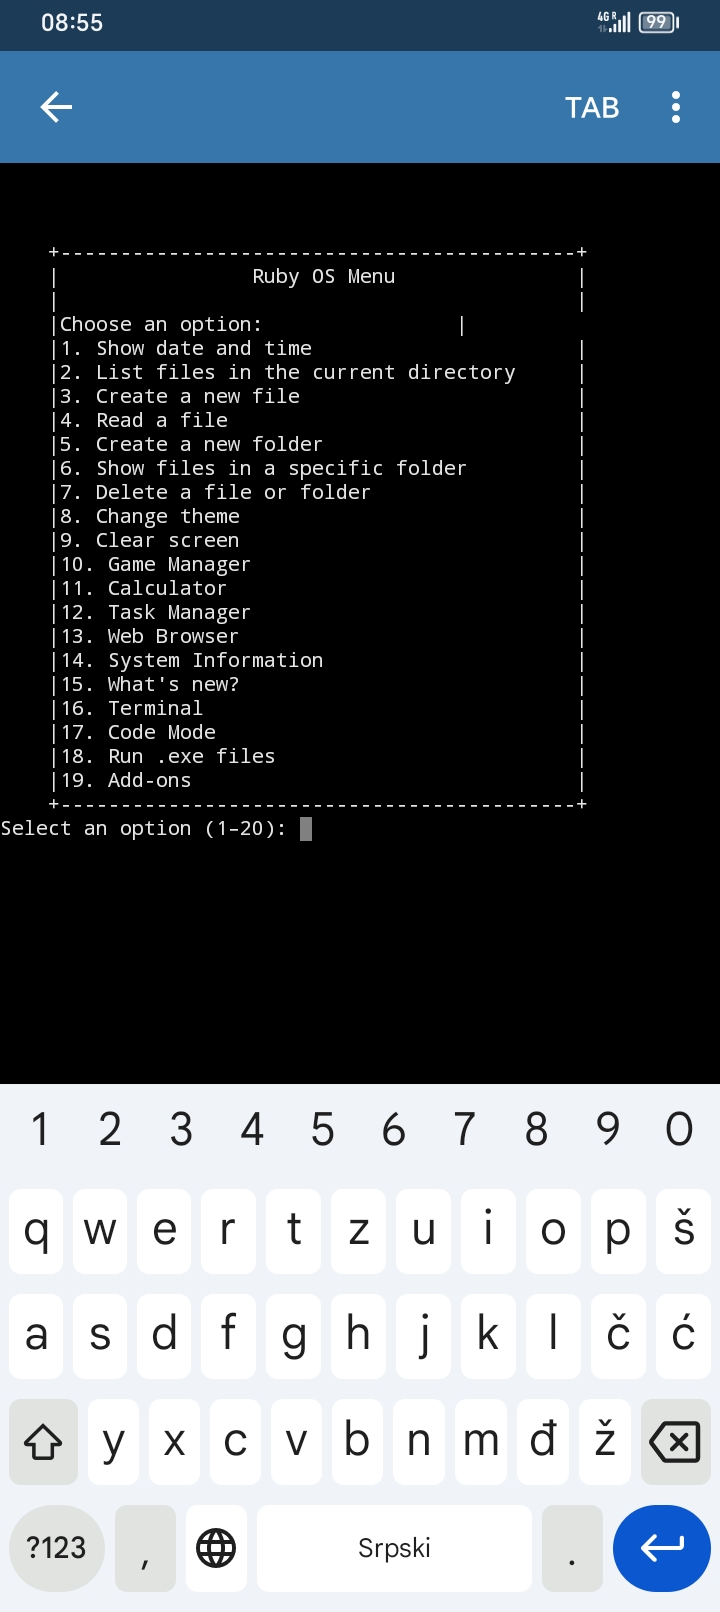 08:55
4G R 99
TAB
+-------------------------------------------+
| Ruby OS Menu |
| |
|Choose an option: |
|1. Show date and time |
|2. List files in the current directory |
|3. Create a new file |
|4. Read a file |
|5. Create a new folder |
|6. Show files in a specific folder |
|7. Delete a file or folder |
|8. Change theme |
|9. Clear screen |
|10. Game Manager |
|11. Calculator |
|12. Task Manager |
|13. Web Browser |
|14. System Information |
|15. What's new? |
|16. Terminal |
|17. Code Mode |
|18. Run .exe files |
|19. Add-ons |
+-------------------------------------------+
Select an option (1-20):
1 2 3 4 5 6 7 8 9 0
q w e r t z u i o p š
a s d f g h j k l č ć
y x c v b n m đ ž
?123 , Srpski .